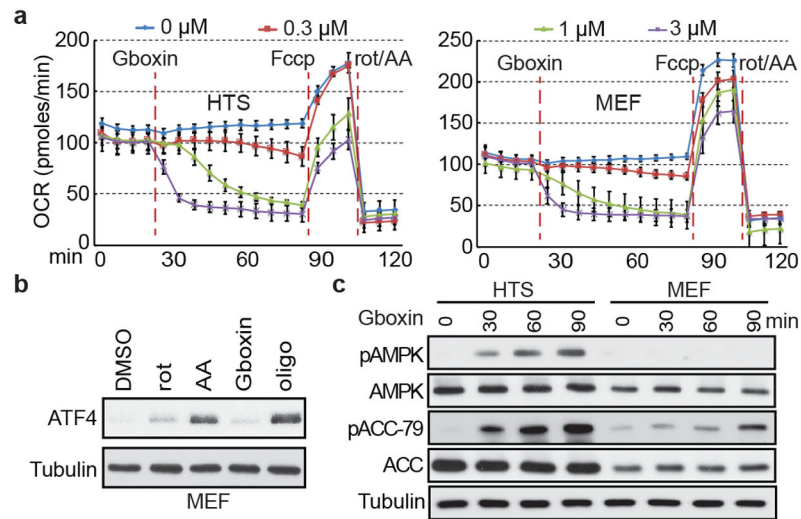 a
0 µM 0.3 µM 1 µM 3 µM
OCR (pmoles/min)
200
150
100
50
0
Gboxin Fccp rot/AA
HTS
min 0 30 60 90 120
250
200
150
100
50
0
Gboxin Fccp rot/AA
MEF
0 30 60 90 120
b
DMSO rot AA Gboxin oligo
ATF4
Tubulin
MEF
c
HTS MEF
Gboxin 0 30 60 90 0 30 60 90 min
pAMPK
AMPK
pACC-79
ACC
Tubulin